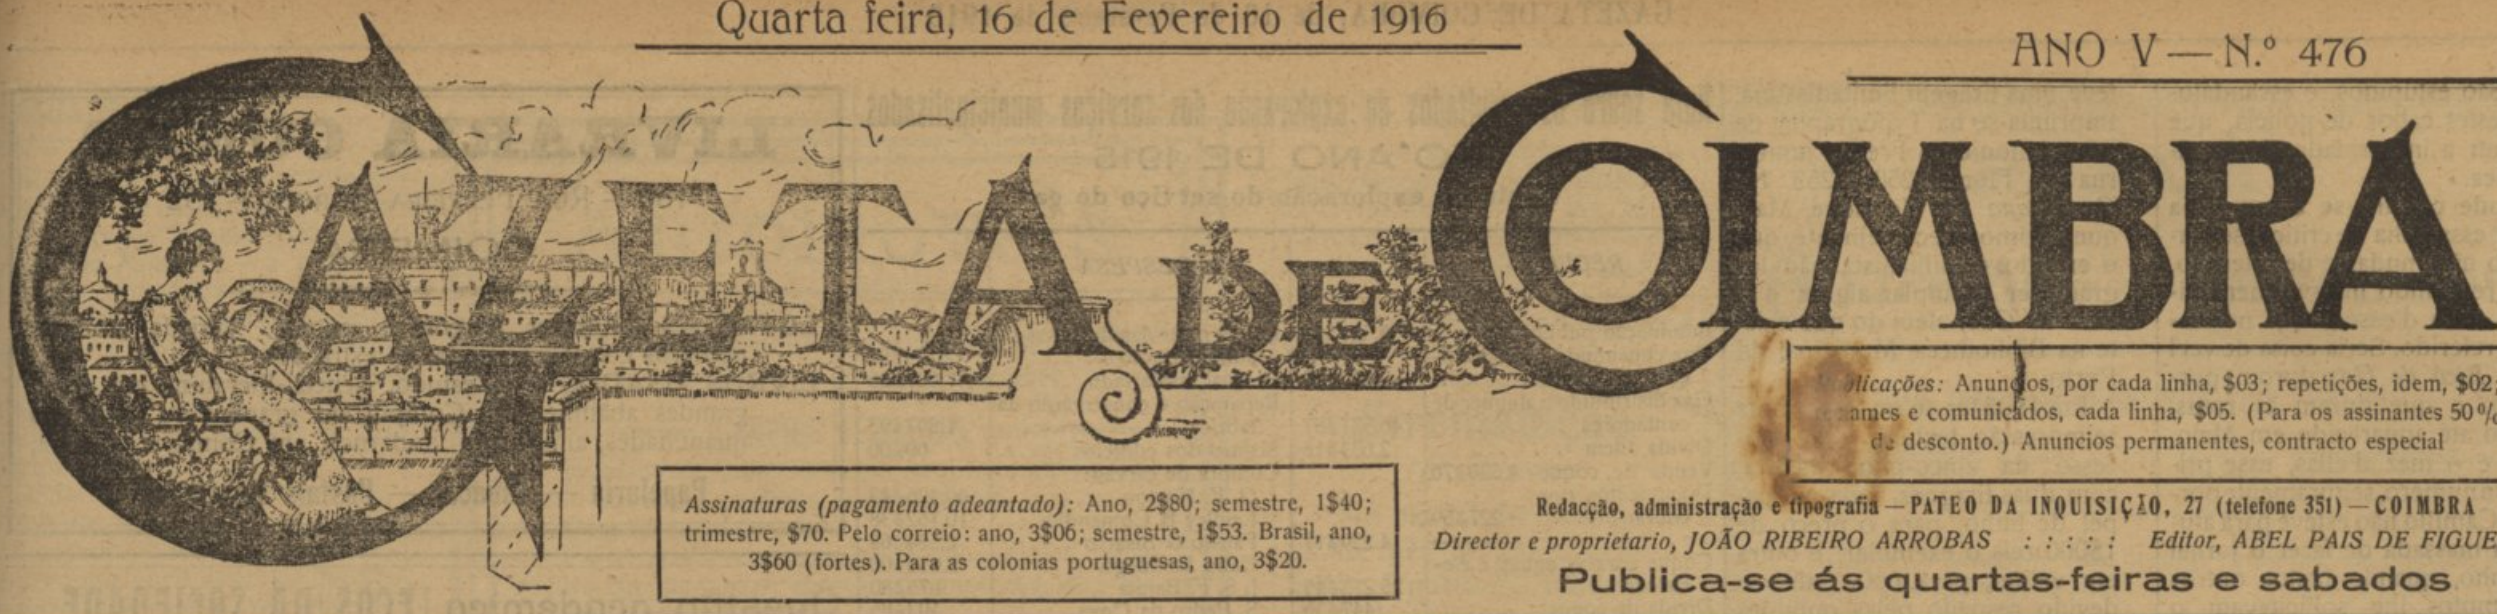 Quarta feira, 16 de Fevereiro de 1916
ANO V — N.º 476
GAZETA DE COIMBRA
Anuncios, por cada linha, $03; repetições, idem, $02;
e comunicados, cada linha, $05. (Para os assinantes 50 %
de desconto.) Anuncios permanentes, contracto especial
Assinaturas (pagamento adeantado): Ano, 2$80; semestre, 1$40;
trimestre, $70. Pelo correio: ano, 3$06; semestre, 1$53. Brasil, ano,
3$60 (fortes). Para as colonias portuguesas, ano, 3$20.
Redacção, administração e tipografia — PATEO DA INQUISIÇÃO, 27 (telefone 351) — COIMBRA
Director e proprietario, JOÃO RIBEIRO ARROBAS : : : : : Editor, ABEL PAIS DE FIGUE
Publica-se ás quartas-feiras e sabados